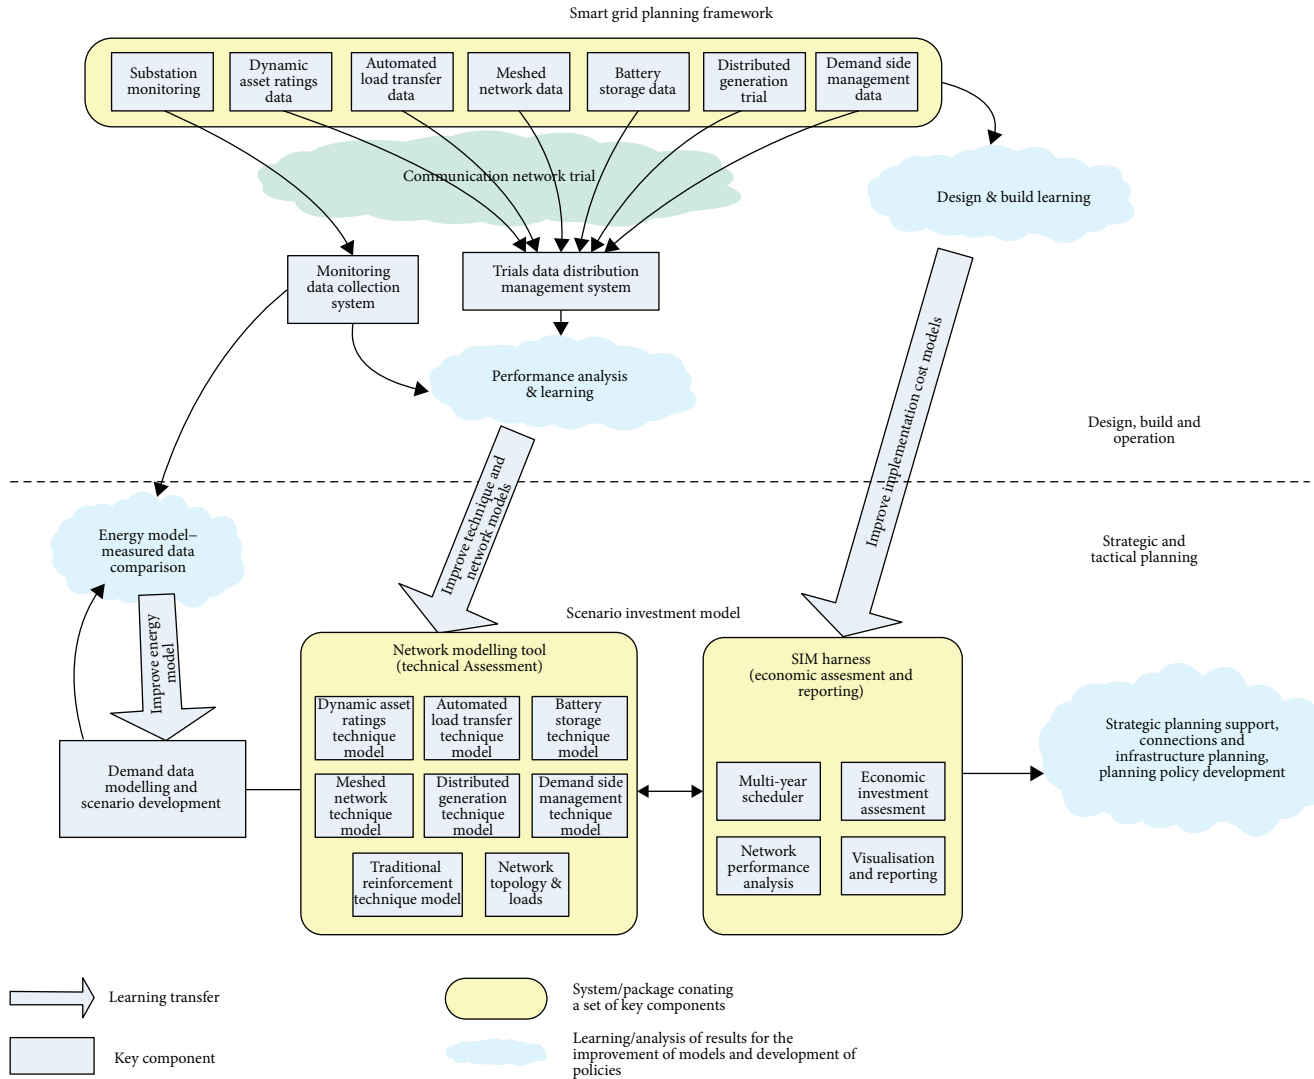 Smart grid planning framework
Substation
monitoring
Dynamic
asset ratings
data
Automated
load transfer
data
Meshed
network data
Battery
storage data
Distributed
generation
trial
Demand side
management
data
Communication network trial
Design & build learning
Monitoring
data collection
system
Trials data distribution
management system
Performance analysis
& learning
Improve implementation cost models
Design, build and
operation
Improve technique and
network models
Energy model–
measured data
comparison
Strategic and
tactical planning
Improve energy
model
Scenario investment model
Demand data
modelling and
scenario development
Network modelling tool
(technical Assessment)
Dynamic asset
ratings
technique
model
Automated
load transfer
technique
model
Battery
storage
technique
model
Meshed
network
technique
model
Distributed
generation
technique
model
Demand side
management
technique
model
Traditional
reinforcement
technique model
Network
topology &
loads
SIM harness
(economic assesment and
reporting)
Multi-year
scheduler
Economic
investment
assesment
Network
performance
analysis
Visualisation
and reporting
Strategic planning support,
connections and
infrastructure planning,
planning policy development
Learning transfer
Key component
System/package conating
a set of key components
Learning/analysis of results for the
improvement of models and development of
policies